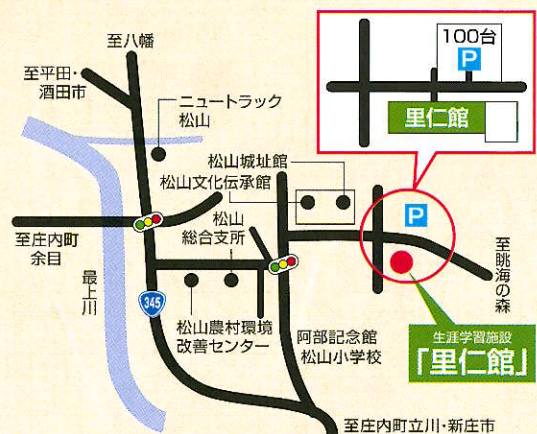 至八幡
至平田・
酒田市
ニュートラック
松山
松山城址館
松山文化伝承館
松山
総合支所
至庄内町
余目
最上川
345
松山農村環境
改善センター
阿部記念館
松山小学校
100台
P
里仁館
P
至眺海の森
生涯学習施設
「里仁館」
至庄内町立川・新庄市